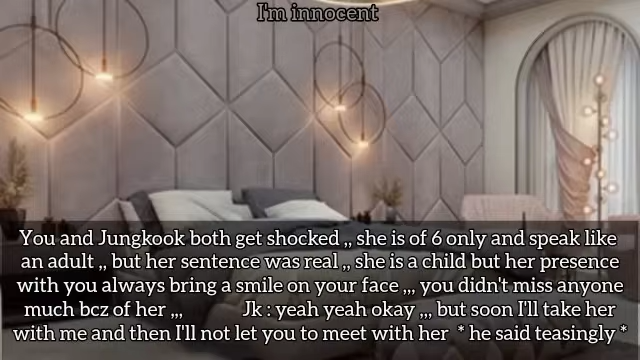 I'm innocent
You and Jungkook both get shocked ,, she is of 6 only and speak like
an adult ,, but her sentence was real ,, she is a child but her presence
with you always bring a smile on your face ,,, you didn't miss anyone
much bcz of her ,,, Jk : yeah yeah okay ,,, but soon I'll take her
with me and then I'll not let you to meet with her * he said teasingly *